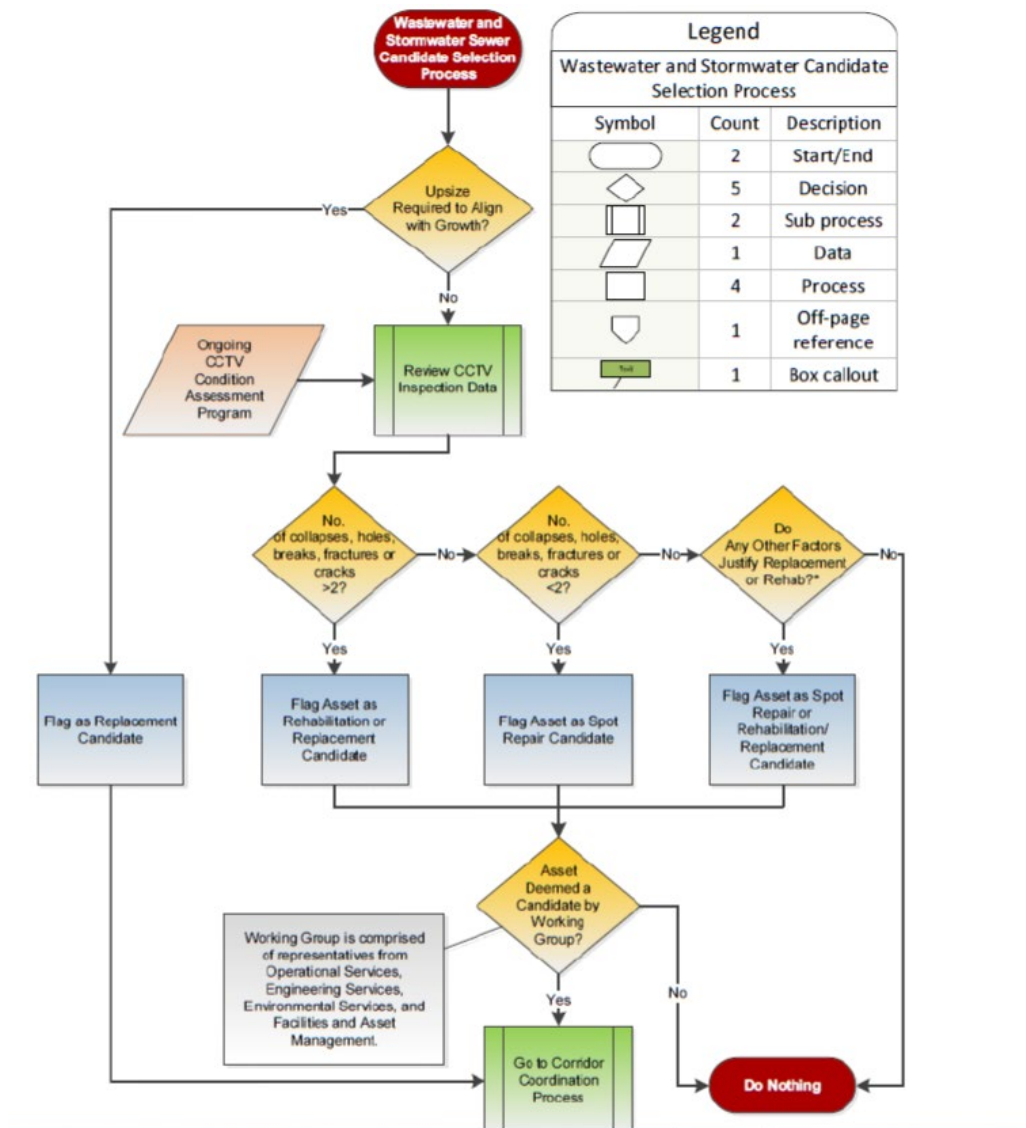 Wastewater and
Stormwater Sewer
Candidate Selection
Process
Legend
Wastewater and Stormwater Candidate
Selection Process
Symbol Count Description
2 Start/End
5 Decision
2 Sub process
1 Data
4 Process
1 Off-page
reference
Text 1 Box callout
Upsize
Required to Align
with Growth?
Yes
No
Ongoing
CCTV
Condition
Assessment
Program
Review CCTV
Inspection Data
No.
of collapses, holes,
breaks, fractures or
cracks
>2?
No
No.
of collapses, holes,
breaks, fractures or
cracks
<2?
No
Do
Any Other Factors
Justify Replacement
or Rehab?*
No
Yes
Yes
Yes
Flag as Replacement
Candidate
Flag Asset as
Rehabilitation or
Replacement
Candidate
Flag Asset as Spot
Repair Candidate
Flag Asset as Spot
Repair or
Rehabilitation/
Replacement
Candidate
Asset
Deemed a
Candidate by
Working
Group?
Working Group is comprised
of representatives from
Operational Services,
Engineering Services,
Environmental Services, and
Facilities and Asset
Management.
Yes
No
Go to Corridor
Coordination
Process
Do Nothing